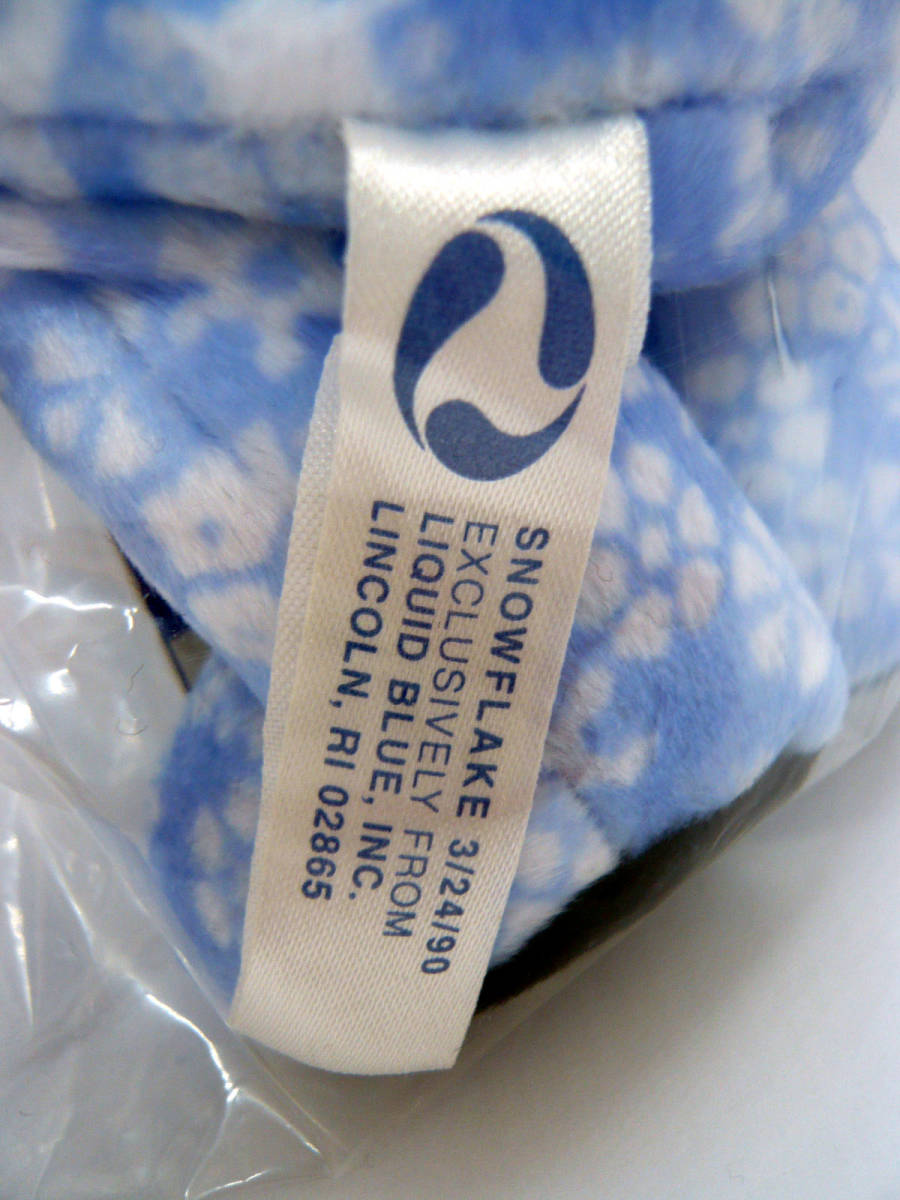 SNOWFLAKE 3/24/90
EXCLUSIVELY FROM
LIQUID BLUE, INC.
LINCOLN, RI 02865